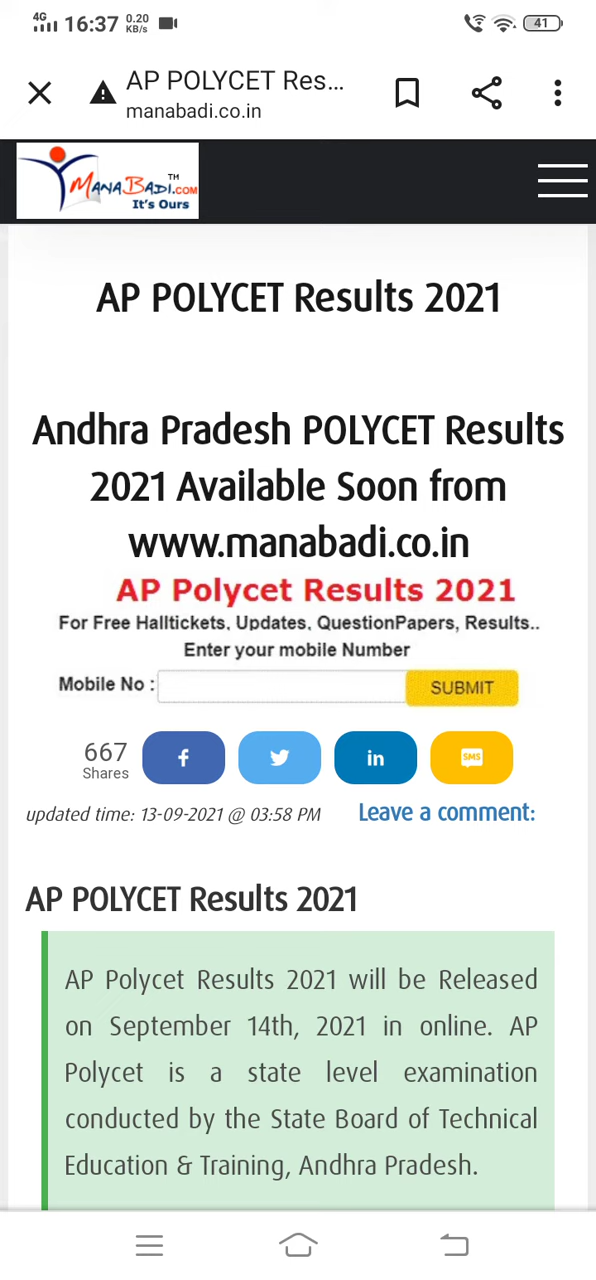 4G 16:37 0.20 KB/s 41
AP POLYCET Res...
manabadi.co.in
MANABADI.COM TM
It's Ours
AP POLYCET Results 2021
Andhra Pradesh POLYCET Results
2021 Available Soon from
www.manabadi.co.in
AP Polycet Results 2021
For Free Halltickets, Updates, QuestionPapers, Results..
Enter your mobile Number
Mobile No : SUBMIT
667
Shares
f in SMS
updated time: 13-09-2021 @ 03:58 PM Leave a comment:
AP POLYCET Results 2021
AP Polycet Results 2021 will be Released
on September 14th, 2021 in online. AP
Polycet is a state level examination
conducted by the State Board of Technical
Education & Training, Andhra Pradesh.